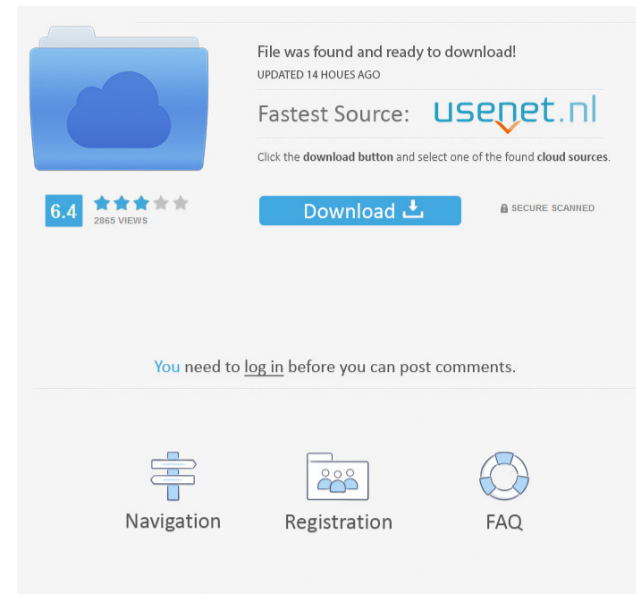 File was found and ready to download!
UPDATED 14 HOUES AGO
Fastest Source: usenet.nl
Click the download button and select one of the found cloud sources.
6.4
2865 VIEWS
Download
SECURE SCANNED
You need to log in before you can post comments.
Navigation
Registration
FAQ